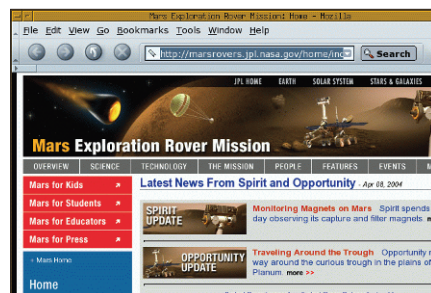 Mars Exploration Rover Mission: Home - Mozilla
File Edit View Go Bookmarks Tools Window Help
http://marsrovers.jpl.nasa.gov/home/ind Search
JPL HOME EARTH SOLAR SYSTEM STARS & GALAXIES
Mars Exploration Rover Mission
OVERVIEW SCIENCE TECHNOLOGY THE MISSION PEOPLE FEATURES EVENTS
Mars for Kids
Mars for Students
Mars for Educators
Mars for Press
Mars Home
Home
Latest News From Spirit and Opportunity - Apr 08, 2004
SPIRIT UPDATE
Monitoring Magnets on Mars Spirit spends
day observing its capture and filter magnets.
OPPORTUNITY UPDATE
Traveling Around the Trough Opportunity
way around the curious trough in the plains of
Planum. more >>